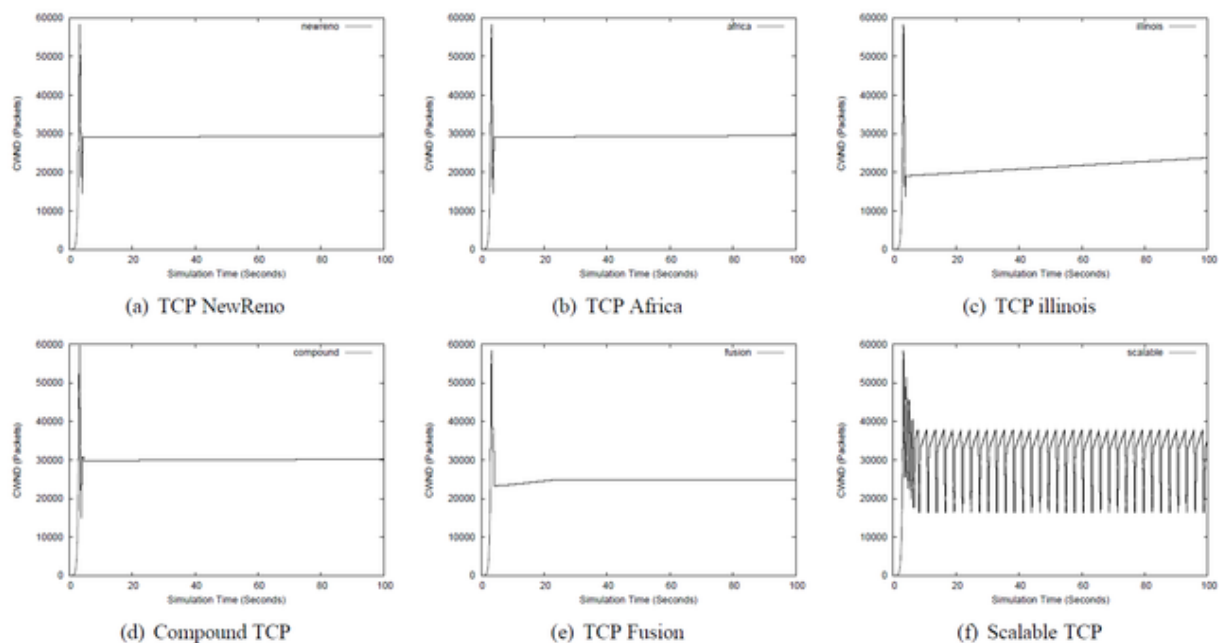 60000
50000
40000
30000
20000
10000
0
CWND (Packets)
newreno
0 20 40 60 80 100
Simulation Time (Seconds)
(a) TCP NewReno
60000
50000
40000
30000
20000
10000
0
CWND (Packets)
africa
0 20 40 60 80 100
Simulation Time (Seconds)
(b) TCP Africa
60000
50000
40000
30000
20000
10000
0
CWND (Packets)
illinois
0 20 40 60 80 100
Simulation Time (Seconds)
(c) TCP illinois
60000
50000
40000
30000
20000
10000
0
CWND (Packets)
compound
0 20 40 60 80 100
Simulation Time (Seconds)
(d) Compound TCP
60000
50000
40000
30000
20000
10000
0
CWND (Packets)
fusion
0 20 40 60 80 100
Simulation Time (Seconds)
(e) TCP Fusion
60000
50000
40000
30000
20000
10000
0
CWND (Packets)
scalable
0 20 40 60 80 100
Simulation Time (Seconds)
(f) Scalable TCP